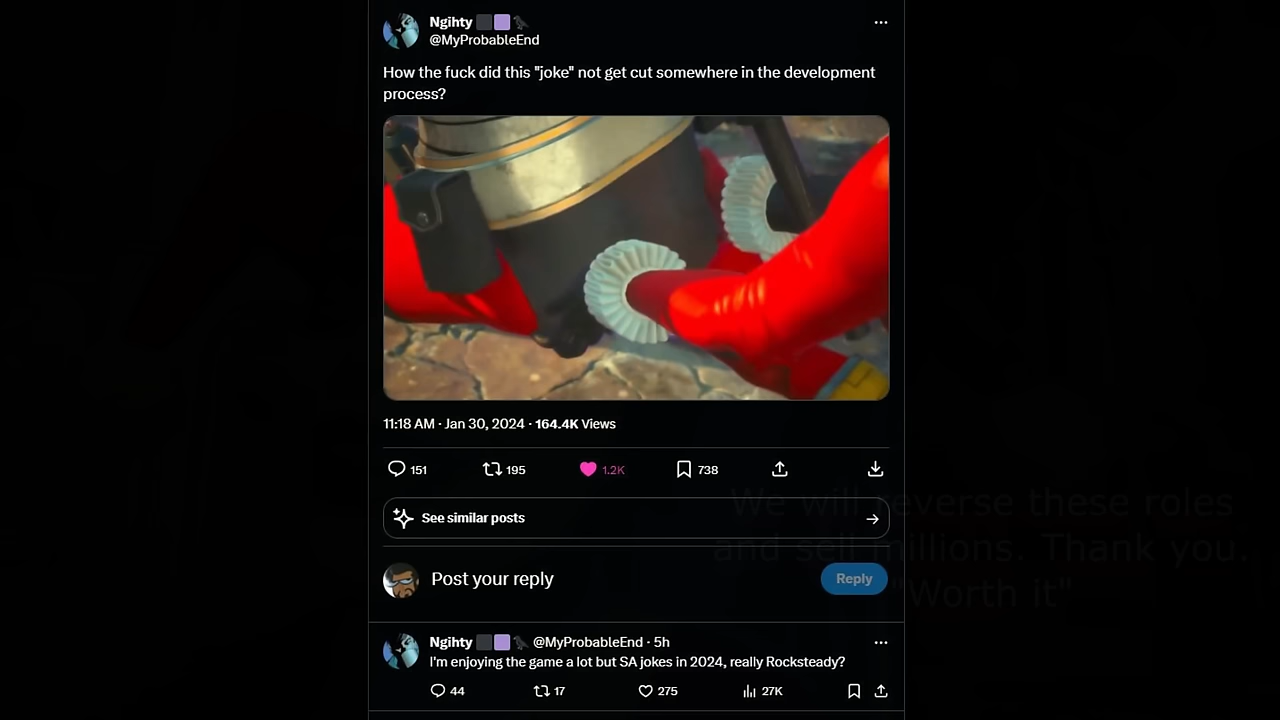 Ngihty
@MyProbableEnd
How the fuck did this "joke" not get cut somewhere in the development
process?
11:18 AM · Jan 30, 2024 · 164.4K Views
151 195 1.2K 738
See similar posts
We will reverse these roles
and sell millions. Thank you.
"Worth it"
Post your reply
Reply
Ngihty @MyProbableEnd · 5h
I'm enjoying the game a lot but SA jokes in 2024, really Rocksteady?
44 17 275 27K